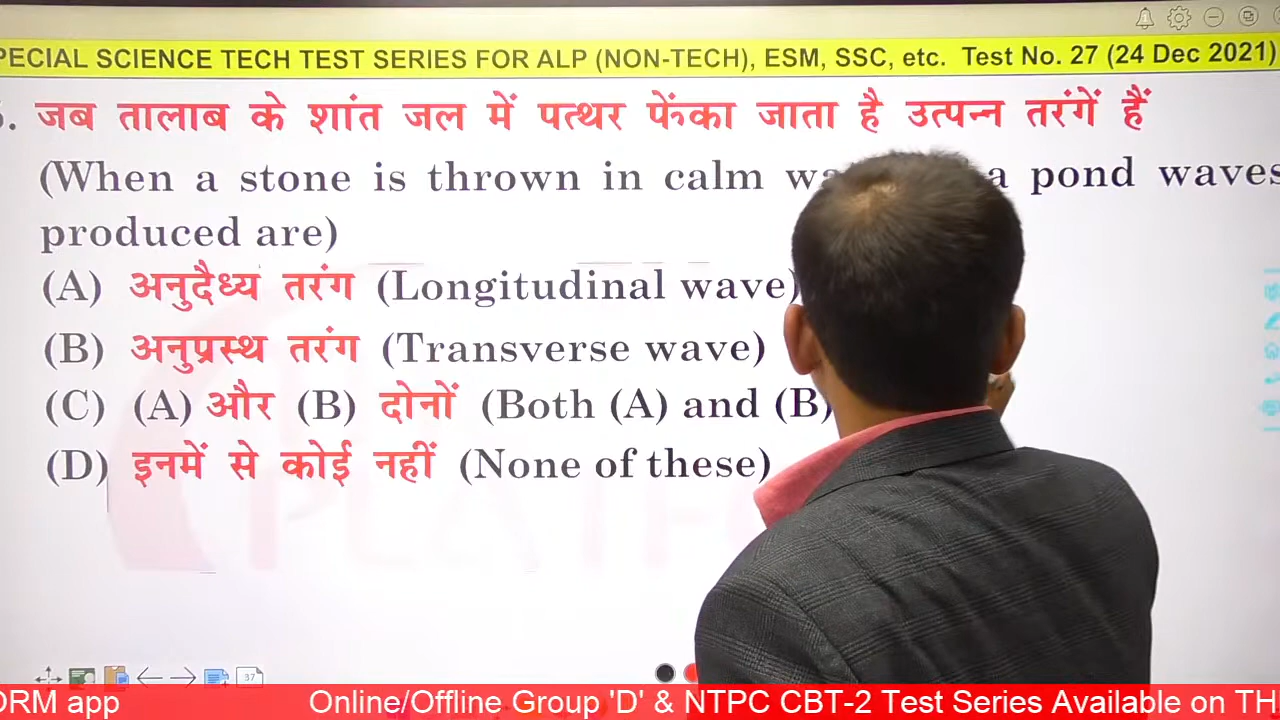 PECIAL SCIENCE TECH TEST SERIES FOR ALP (NON-TECH), ESM, SSC, etc. Test No. 27 (24 Dec 2021)
. जब तालाब के शांत जल में पत्थर फेंका जाता है उत्पन्न तरंगें हैं
(When a stone is thrown in calm wa a pond waves
produced are)
(A) अनुदैध्य तरंग (Longitudinal wave)
(B) अनुप्रस्थ तरंग (Transverse wave)
(C) (A) और (B) दोनों (Both (A) and (B)
(D) इनमें से कोई नहीं (None of these)
37
ORM app Online/Offline Group 'D' & NTPC CBT-2 Test Series Available on TH